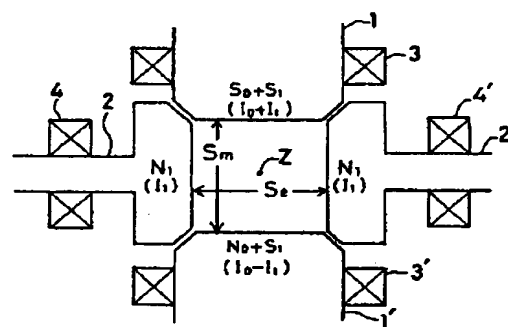 1
3
S₀+S₁
(I₀+I₁)
4
2
4′
2
Sm
Z
N₁
(I₁)
Se
N₁
(I₁)
N₀+S₁
(I₀−I₁)
3′
1′